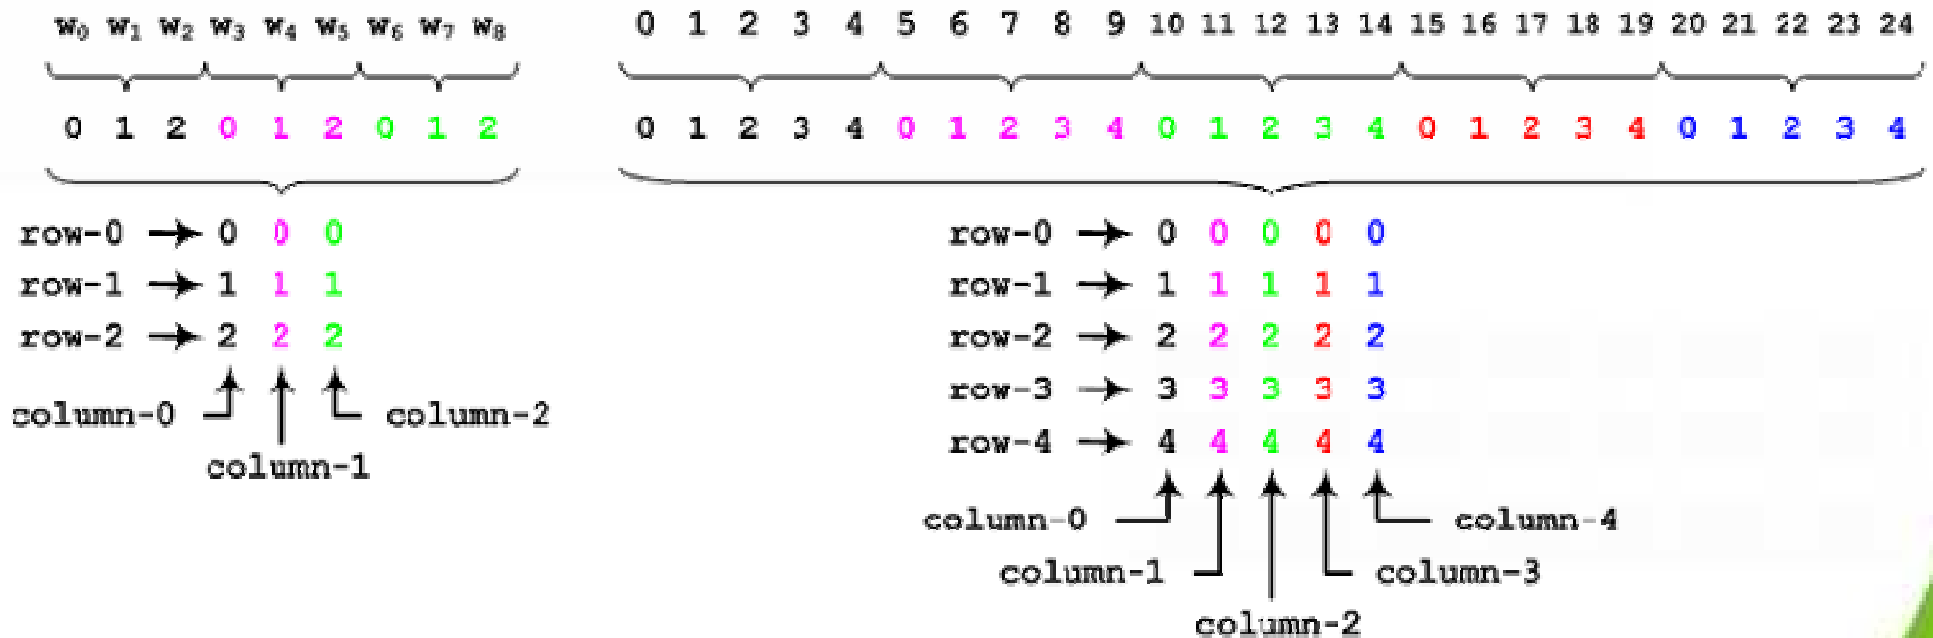 w₀ w₁ w₂ w₃ w₄ w₅ w₆ w₇ w₈
0 1 2 0 1 2 0 1 2
row-0 → 0 0 0
row-1 → 1 1 1
row-2 → 2 2 2
column-0
column-2
column-1
0 1 2 3 4 5 6 7 8 9 10 11 12 13 14 15 16 17 18 19 20 21 22 23 24
0 1 2 3 4 0 1 2 3 4 0 1 2 3 4 0 1 2 3 4 0 1 2 3 4
row-0 → 0 0 0 0 0
row-1 → 1 1 1 1 1
row-2 → 2 2 2 2 2
row-3 → 3 3 3 3 3
row-4 → 4 4 4 4 4
column-0
column-4
column-1
column-3
column-2